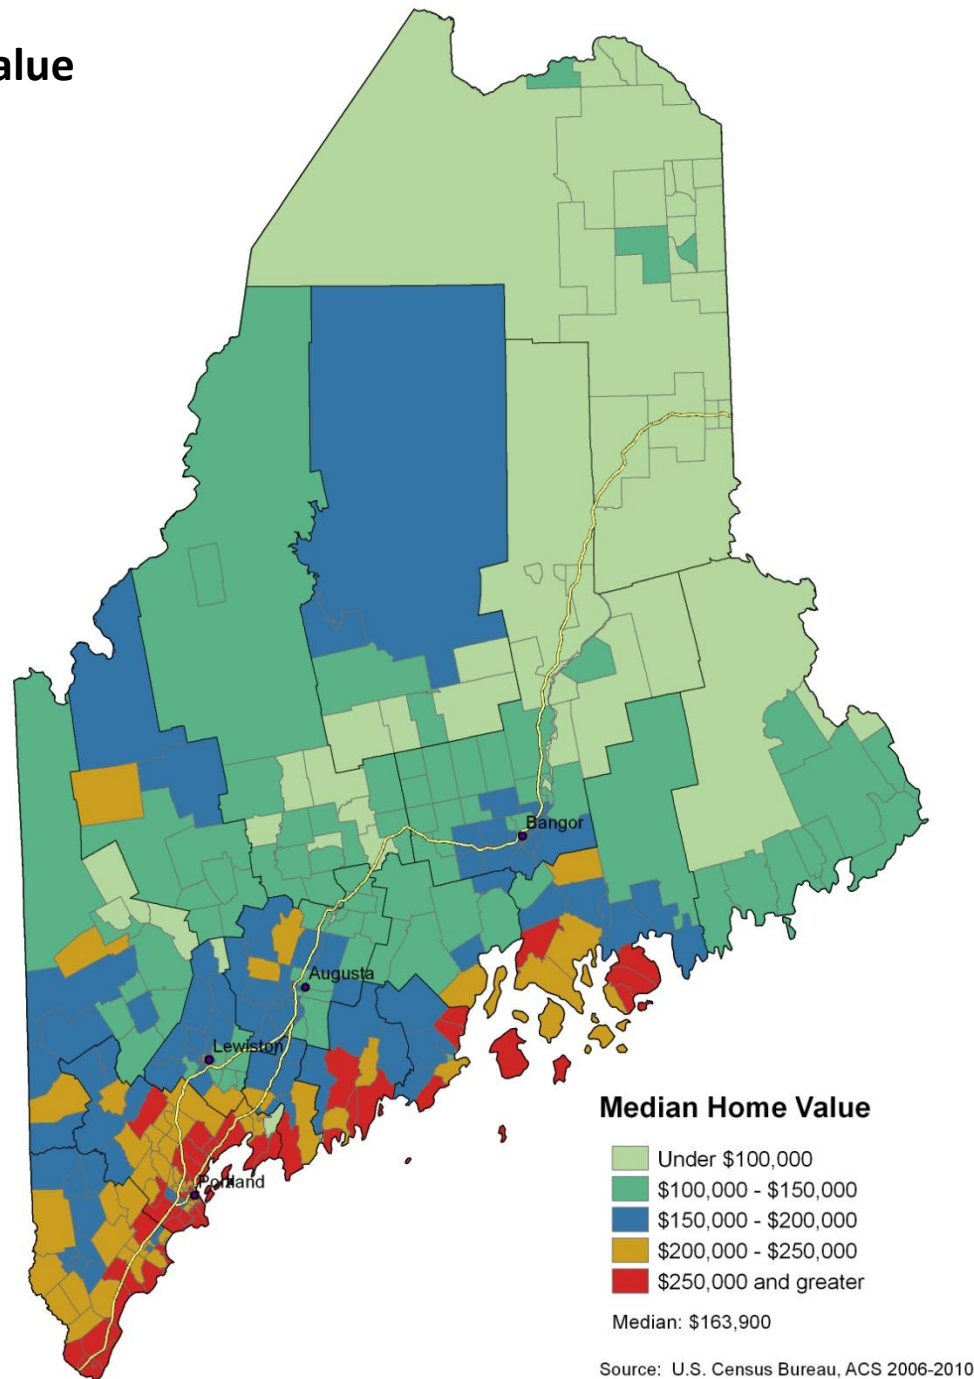 alue
Bangor
Augusta
Lewiston
Portland
Median Home Value
Under $100,000
$100,000 - $150,000
$150,000 - $200,000
$200,000 - $250,000
$250,000 and greater
Median: $163,900
Source: U.S. Census Bureau, ACS 2006-2010